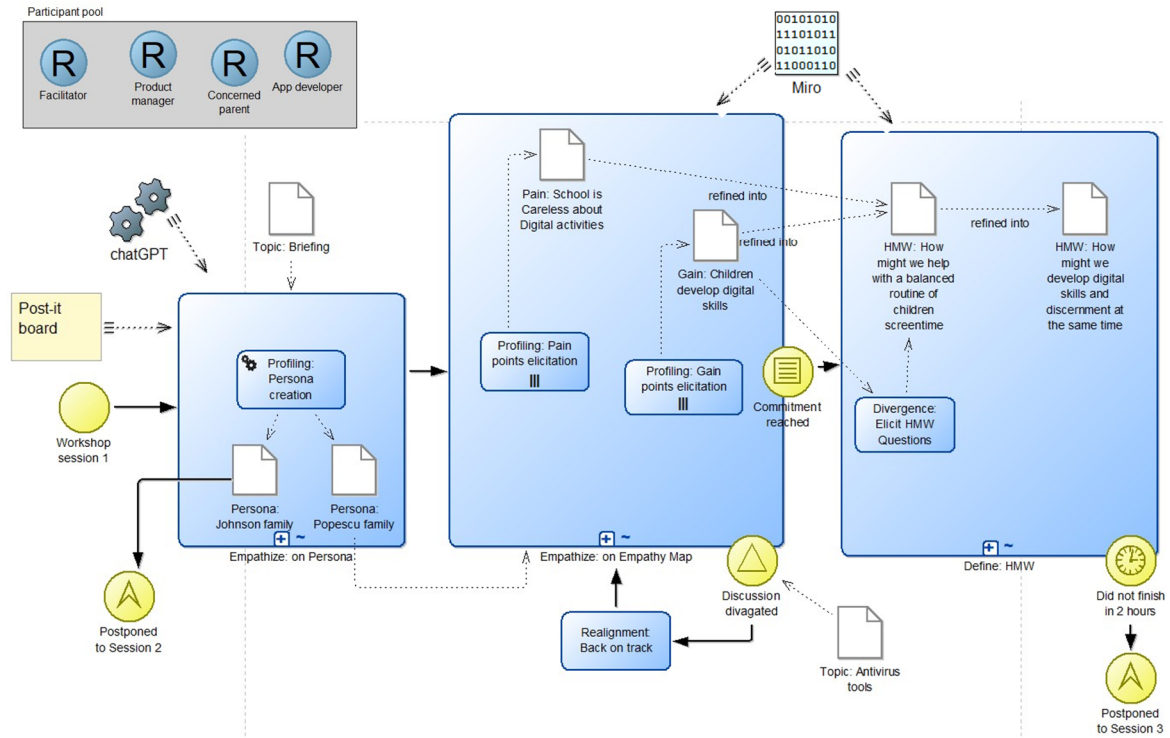 Participant pool
R
R
R
R
Facilitator
Product
manager
Concerned
parent
App developer
00101010
11101011
01011010
11000110
Miro
chatGPT
Topic: Briefing
Post-it
board
Workshop
session 1
Profiling:
Persona
creation
Persona:
Johnson family
Persona:
Popescu family
Empathize: on Persona
Postponed
to Session 2
Pain: School is
Careless about
Digital activities
refined into
Gain: Children
develop digital
skills
refined into
Profiling: Pain
points elicitation
Profiling: Gain
points elicitation
Empathize: on Empathy Map
Commitment
reached
Discussion
divagated
Realignment:
Back on track
Topic: Antivirus
tools
HMW: How
might we help
with a balanced
routine of
children
screentime
refined into
HMW: How
might we
develop digital
skills and
discernment at
the same time
Divergence:
Elicit HMW
Questions
Define: HMW
Did not finish
in 2 hours
Postponed
to Session 3